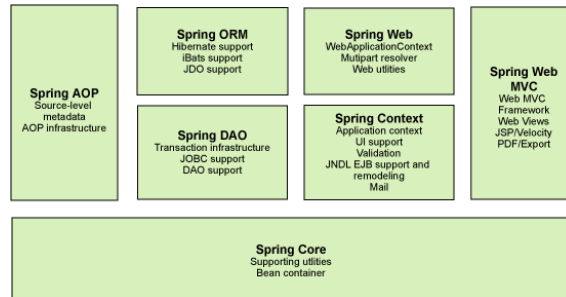 Spring AOP
Source-level
metadata
AOP infrastructure
Spring ORM
Hibernate support
iBats support
JDO support
Spring DAO
Transaction infrastructure
JOBC support
DAO support
Spring Web
WebApplicationContext
Mutipart resolver
Web utlities
Spring Context
Application context
UI support
Validation
JNDL EJB support and
remodeling
Mail
Spring Web
MVC
Web MVC
Framework
Web Views
JSP/Velocity
PDF/Export
Spring Core
Supporting utlities
Bean container